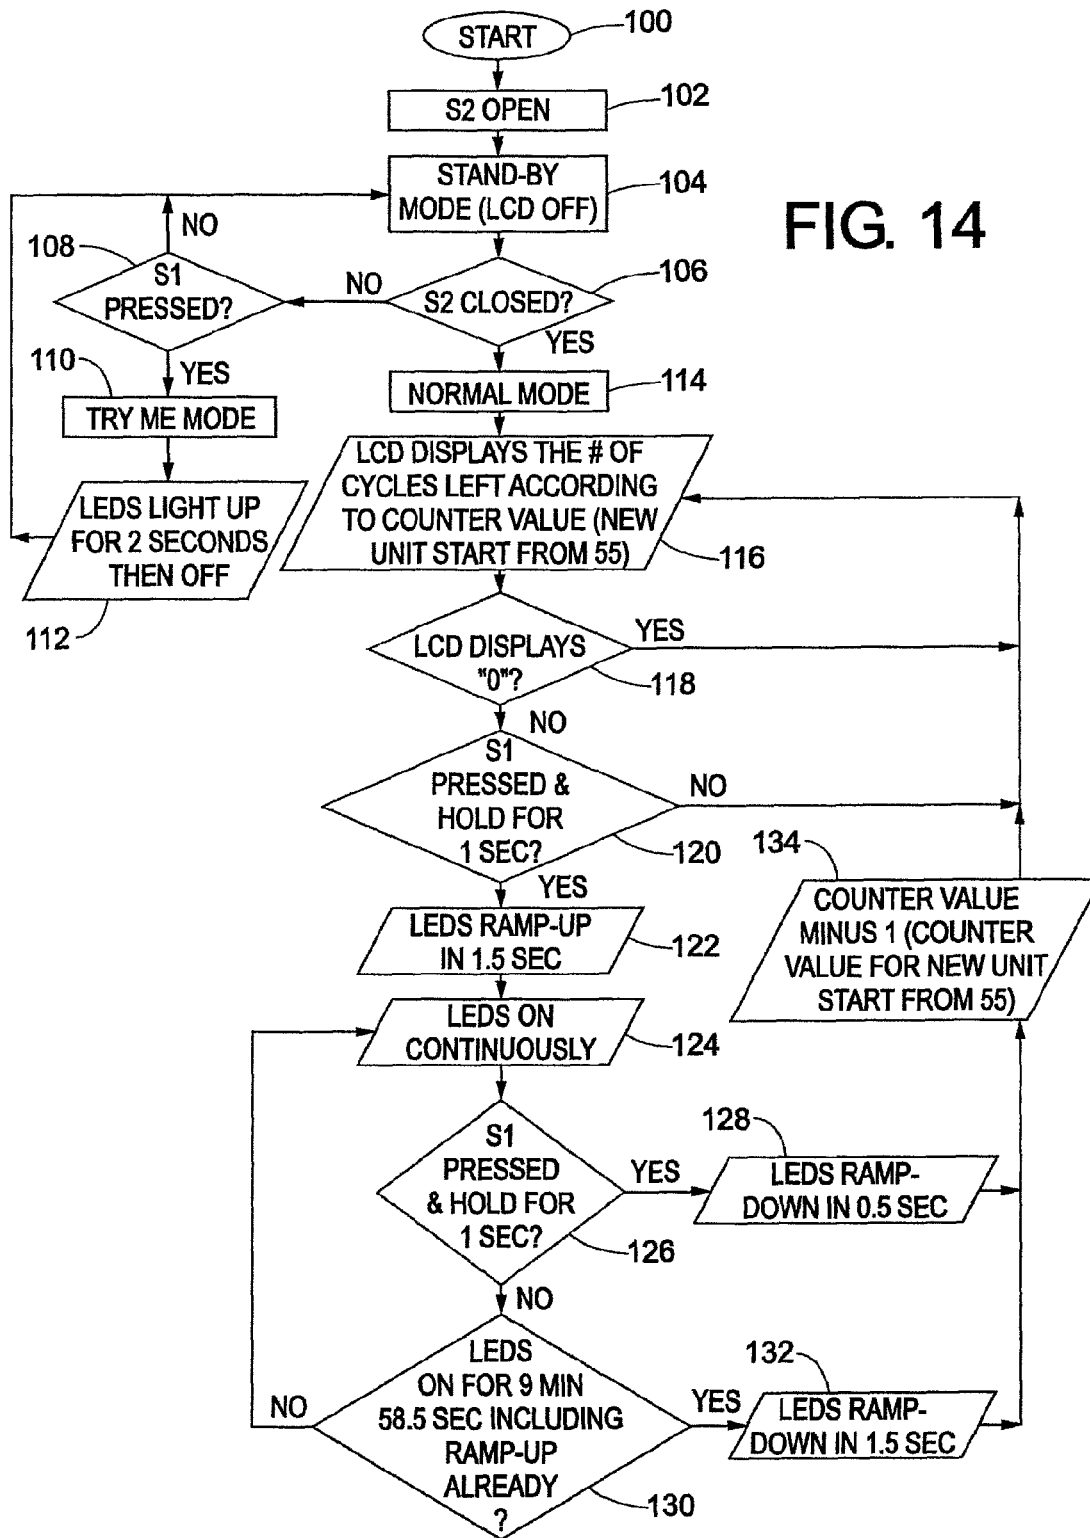 START
100
S2 OPEN
102
STAND-BY
MODE (LCD OFF)
104
FIG. 14
NO
108
S1
PRESSED?
NO
S2 CLOSED?
106
YES
110
YES
TRY ME MODE
NORMAL MODE
114
LEDS LIGHT UP
FOR 2 SECONDS
THEN OFF
112
LCD DISPLAYS THE # OF
CYCLES LEFT ACCORDING
TO COUNTER VALUE (NEW
UNIT START FROM 55)
116
LCD DISPLAYS
"0"?
YES
118
NO
S1
PRESSED &
HOLD FOR
1 SEC?
NO
120
YES
134
COUNTER VALUE
MINUS 1 (COUNTER
VALUE FOR NEW UNIT
START FROM 55)
LEDS RAMP-UP
IN 1.5 SEC
122
LEDS ON
CONTINUOUSLY
124
S1
PRESSED
& HOLD FOR
1 SEC?
YES
126
128
LEDS RAMP-
DOWN IN 0.5 SEC
NO
LEDS
ON FOR 9 MIN
58.5 SEC INCLUDING
RAMP-UP
ALREADY
?
NO
YES
130
132
LEDS RAMP-
DOWN IN 1.5 SEC